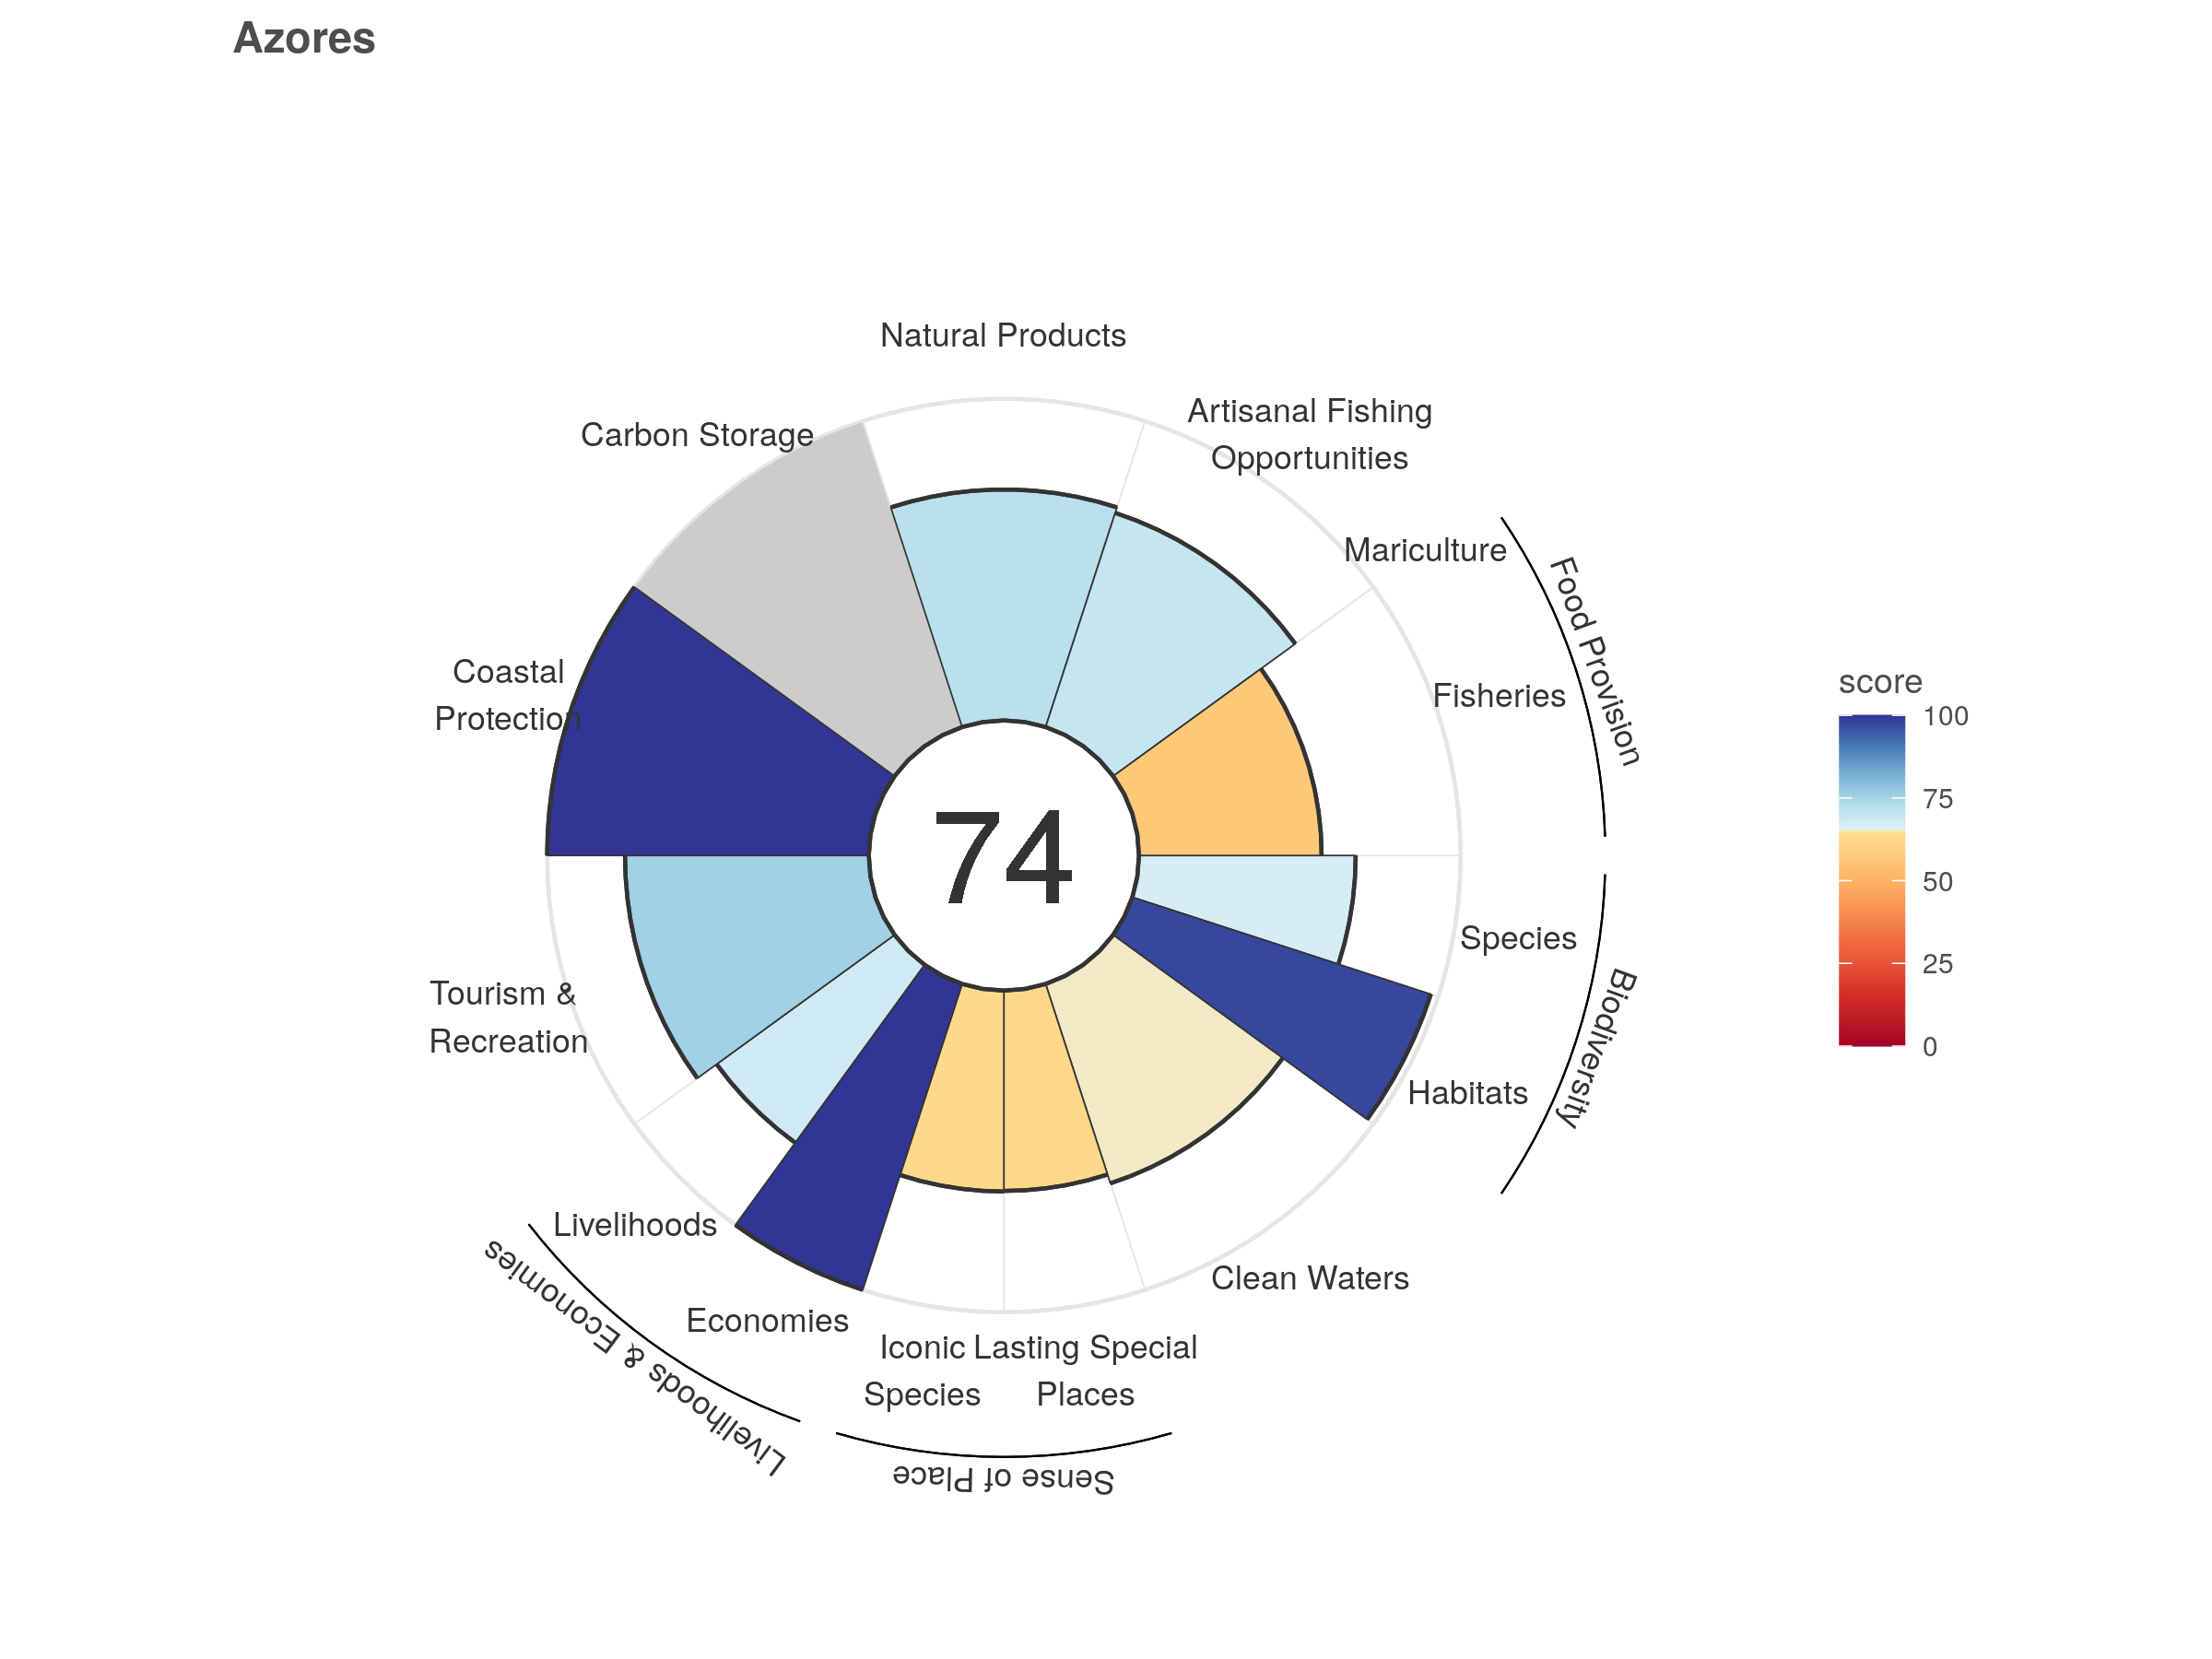 Azores
Natural Products
Artisanal Fishing
Opportunities
Carbon Storage
Mariculture
Food Provision
Fisheries
Coastal
Protection
score
100
75
50
25
0
74
Species
Biodiversity
Tourism &
Recreation
Habitats
Livelihoods
Livelihoods & Economies
Clean Waters
Economies
Iconic
Species
Lasting Special
Places
Sense of Place